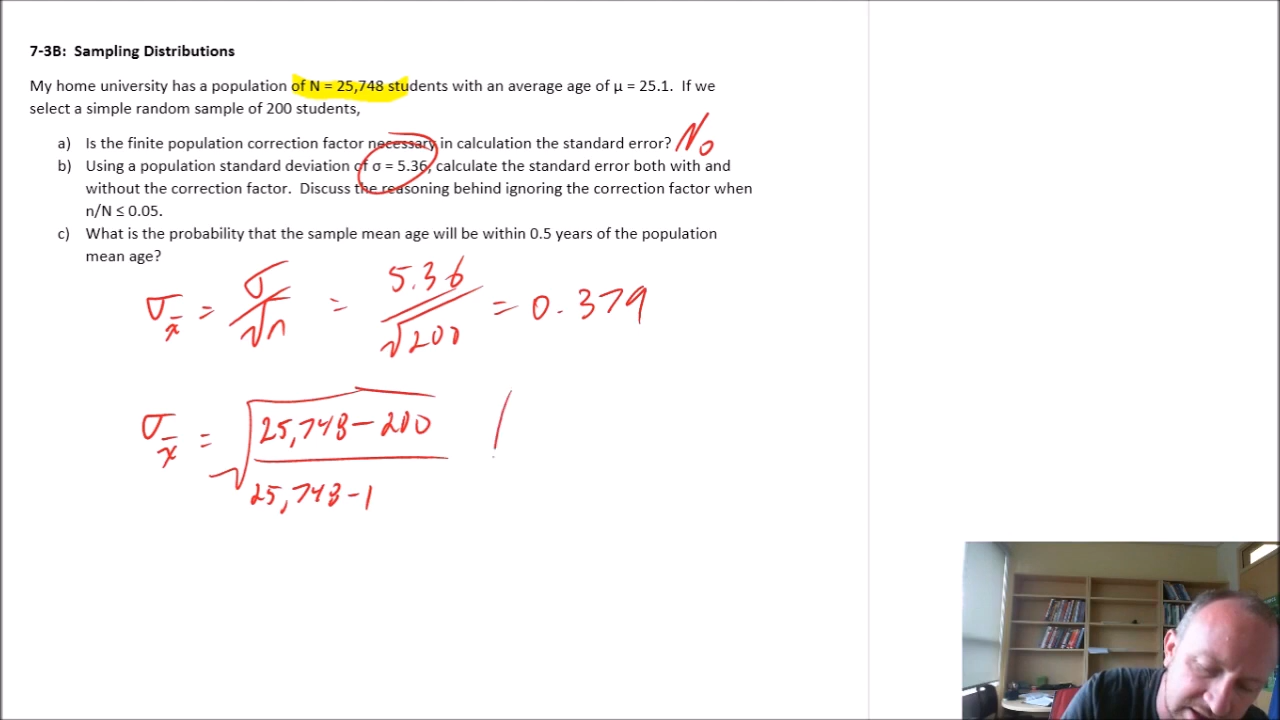 7-3B: Sampling Distributions
My home university has a population of N = 25,748 students with an average age of μ = 25.1. If we
select a simple random sample of 200 students,
a) Is the finite population correction factor necessary in calculation the standard error? No
b) Using a population standard deviation of σ = 5.36, calculate the standard error both with and
without the correction factor. Discuss the reasoning behind ignoring the correction factor when
n/N ≤ 0.05.
c) What is the probability that the sample mean age will be within 0.5 years of the population
mean age?
σx̄ = σ/√n = 5.36/√200 = 0.379
σx̄ = √((25,748 - 200)/(25,748 - 1)) (